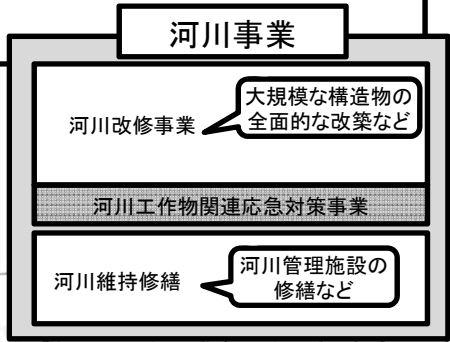 河川事業
河川改修事業
大規模な構造物の
全面的な改築など
河川工作物関連応急対策事業
河川維持修繕
河川管理施設の
修繕など